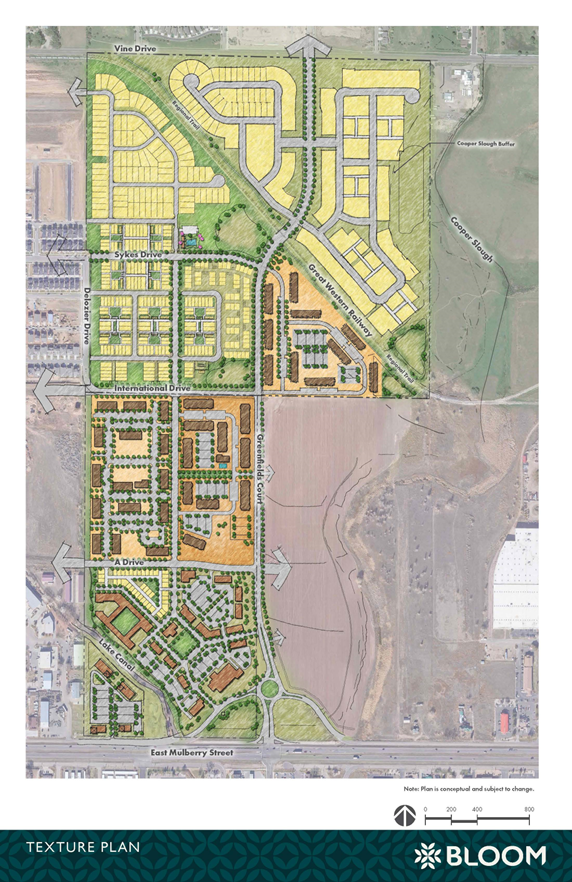 Vine Drive
Regional Trail
Cooper Slough Buffer
Cooper Slough
Sykes Drive
Great Western Railway
Delozier Drive
Regional Trail
International Drive
Greenfields Court
A Drive
Lake Canal
East Mulberry Street
Note: Plan is conceptual and subject to change.
0 200 400 800
TEXTURE PLAN
BLOOM